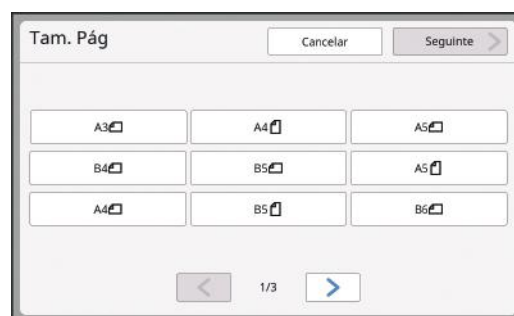 Tam. Pág
Cancelar
Seguinte
A3
A4
A5
B4
B5
A5
A4
B5
B6
1/3